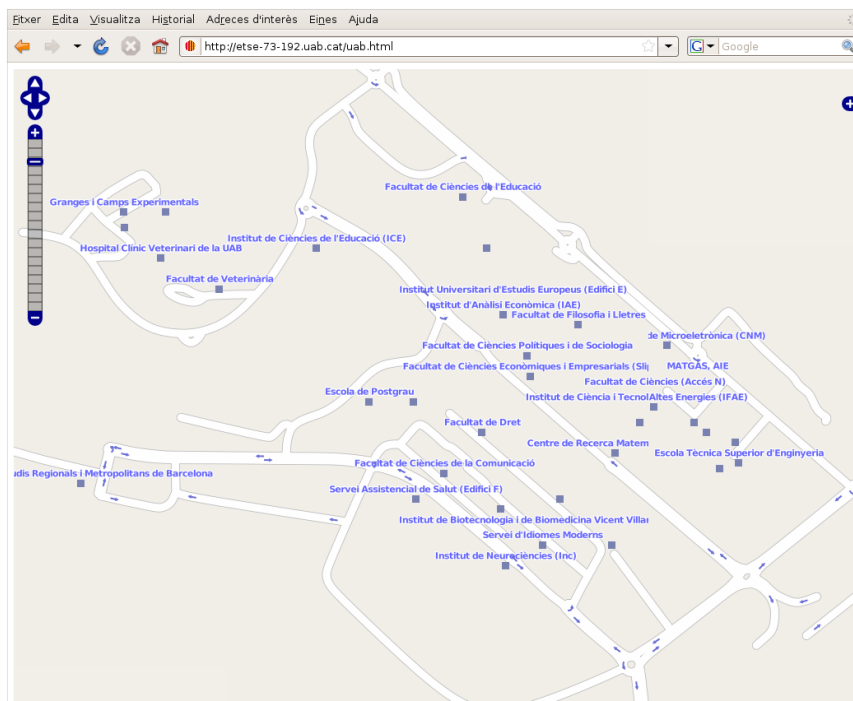 Fitxer Edita Visualitza Historial Adreces d'interès Eines Ajuda
http://etse-73-192.uab.cat/uab.html
G Google
Facultat de Ciències de l'Educació
Granges i Camps Experimentals
Institut de Ciències de l'Educació (ICE)
Hospital Clínic Veterinari de la UAB
Facultat de Veterinària
Institut Universitari d'Estudis Europeus (Edifici E)
Institut d'Anàlisi Econòmica (IAE)
Facultat de Filosofia i Lletres
de Microeletrònica (CNM)
Facultat de Ciències Polítiques i de Sociologia
Facultat de Ciències Econòmiques i Empresarials (Sli
MATGAS, AIE
Facultat de Ciències (Accés N)
Escola de Postgrau
Institut de Ciència i Tecnol
Altes Energies (IFAE)
Facultat de Dret
Centre de Recerca Matem
Escola Tècnica Superior d'Enginyeria
Facultat de Ciències de la Comunicació
udis Regionals i Metropolitans de Barcelona
Servei Assistencial de Salut (Edifici F)
Institut de Biotecnologia i de Biomedicina Vicent Villar
Servei d'Idiomes Moderns
Institut de Neurociències (Inc)